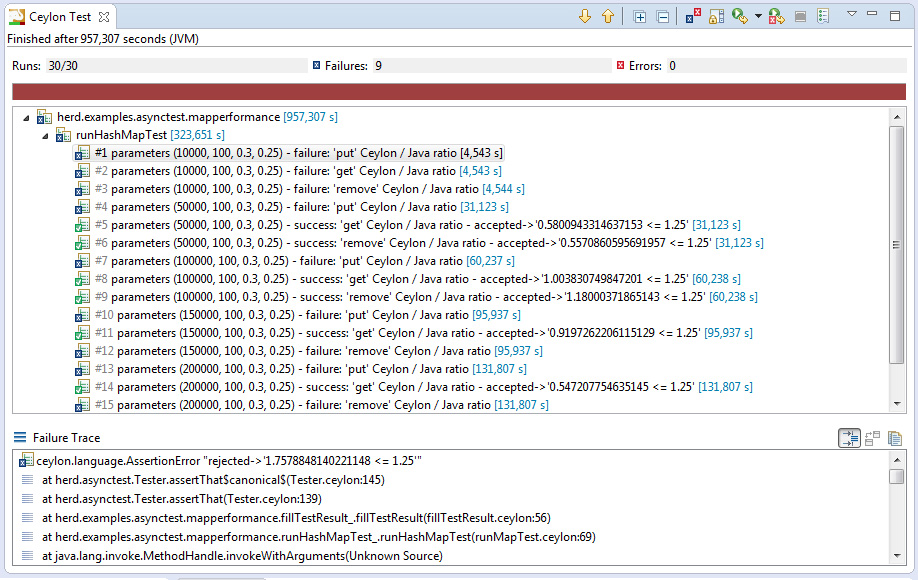 Ceylon Test
Finished after 957,307 seconds (JVM)
Runs: 30/30 Failures: 9 Errors: 0
herd.examples.asynctest.mapperformance [957,307 s]
runHashMapTest [323,651 s]
#1 parameters (10000, 100, 0.3, 0.25) - failure: 'put' Ceylon / Java ratio [4,543 s]
#2 parameters (10000, 100, 0.3, 0.25) - failure: 'get' Ceylon / Java ratio [4,543 s]
#3 parameters (10000, 100, 0.3, 0.25) - failure: 'remove' Ceylon / Java ratio [4,544 s]
#4 parameters (50000, 100, 0.3, 0.25) - failure: 'put' Ceylon / Java ratio [31,123 s]
#5 parameters (50000, 100, 0.3, 0.25) - success: 'get' Ceylon / Java ratio - accepted->'0.5800943314637153 <= 1.25' [31,123 s]
#6 parameters (50000, 100, 0.3, 0.25) - success: 'remove' Ceylon / Java ratio - accepted->'0.5570860595691957 <= 1.25' [31,123 s]
#7 parameters (100000, 100, 0.3, 0.25) - failure: 'put' Ceylon / Java ratio [60,237 s]
#8 parameters (100000, 100, 0.3, 0.25) - success: 'get' Ceylon / Java ratio - accepted->'1.003830749847201 <= 1.25' [60,238 s]
#9 parameters (100000, 100, 0.3, 0.25) - success: 'remove' Ceylon / Java ratio - accepted->'1.18000371865143 <= 1.25' [60,238 s]
#10 parameters (150000, 100, 0.3, 0.25) - failure: 'put' Ceylon / Java ratio [95,937 s]
#11 parameters (150000, 100, 0.3, 0.25) - success: 'get' Ceylon / Java ratio - accepted->'0.9197262206115129 <= 1.25' [95,937 s]
#12 parameters (150000, 100, 0.3, 0.25) - failure: 'remove' Ceylon / Java ratio [95,937 s]
#13 parameters (200000, 100, 0.3, 0.25) - failure: 'put' Ceylon / Java ratio [131,807 s]
#14 parameters (200000, 100, 0.3, 0.25) - success: 'get' Ceylon / Java ratio - accepted->'0.547207754635145 <= 1.25' [131,807 s]
#15 parameters (200000, 100, 0.3, 0.25) - failure: 'remove' Ceylon / Java ratio [131,807 s]
Failure Trace
ceylon.language.AssertionError "rejected->'1.7578848140221148 <= 1.25'"
at herd.asynctest.Tester.assertThat$canonical$(Tester.ceylon:145)
at herd.asynctest.Tester.assertThat(Tester.ceylon:139)
at herd.examples.asynctest.mapperformance.fillTestResult_.fillTestResult(fillTestResult.ceylon:56)
at herd.examples.asynctest.mapperformance.runHashMapTest_.runHashMapTest(runMapTest.ceylon:69)
at java.lang.invoke.MethodHandle.invokeWithArguments(Unknown Source)